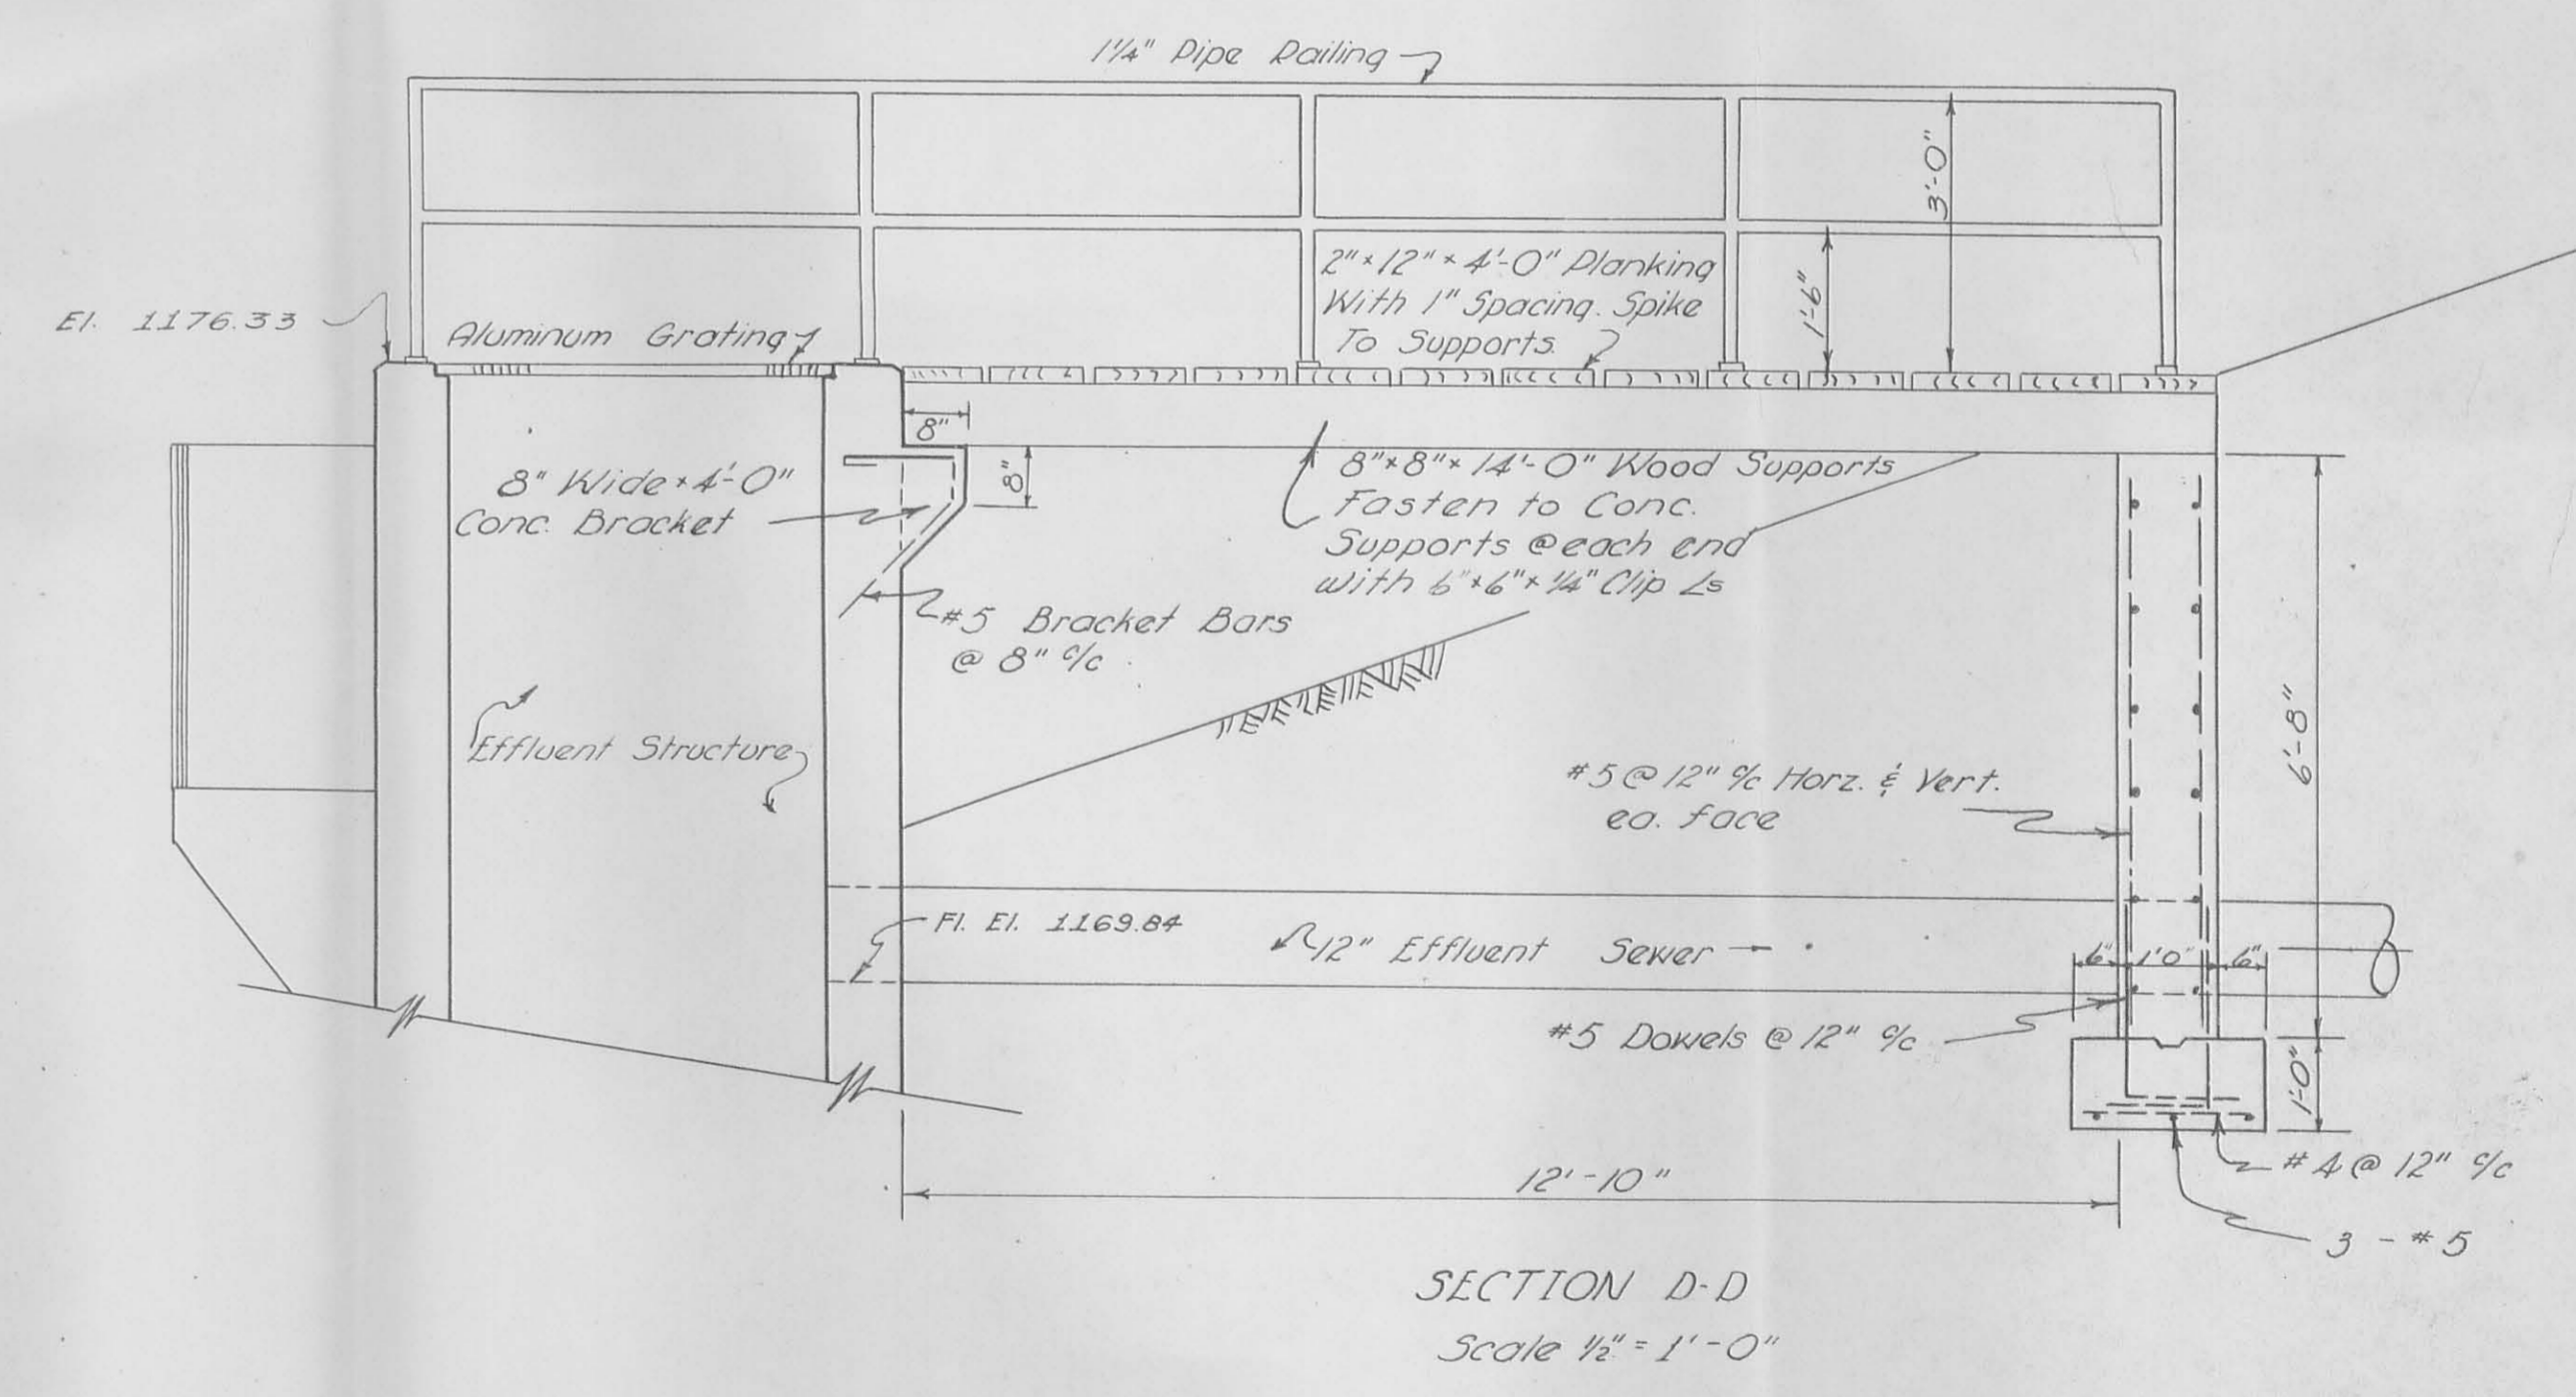 1¼" Pipe Railing
3'-0"
2"×12"×4'-0" Planking
With 1" Spacing. Spike
To Supports.
1'-6"
El. 1176.33
Aluminum Grating
8"
8"
8" Wide × 4'-0"
Conc. Bracket
8"×8"×14'-0" Wood Supports
Fasten to Conc.
Supports @ each end
with 6"×6"×¼" Clip Ls
#5 Bracket Bars
@ 8" c/c
Effluent Structure
6'-8"
#5 @ 12" c/c Horz. & Vert.
ea. face
Fl. El. 1169.84
12" Effluent Sewer
6" 1'0" 6"
#5 Dowels @ 12" c/c
1'-0"
#4 @ 12" c/c
12'-10"
3 - #5
SECTION D-D
Scale ½" = 1'-0"